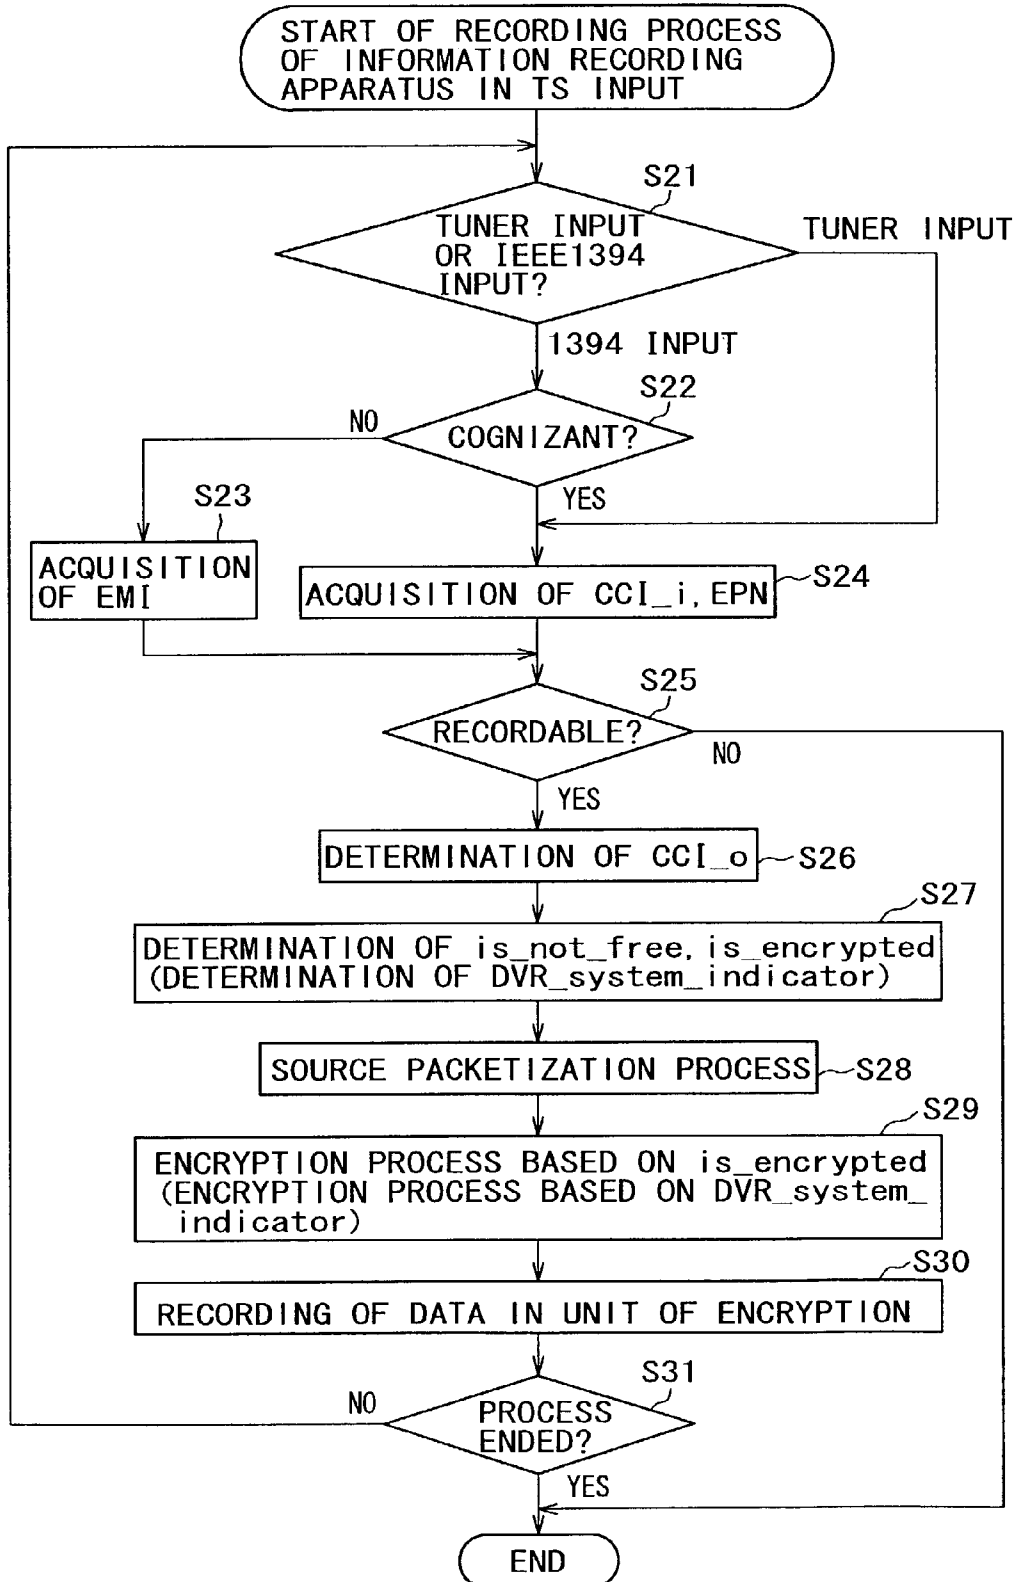 START OF RECORDING PROCESS
OF INFORMATION RECORDING
APPARATUS IN TS INPUT
S21
TUNER INPUT
OR IEEE1394
INPUT?
TUNER INPUT
1394 INPUT
S22
NO
COGNIZANT?
YES
S23
ACQUISITION
OF EMI
ACQUISITION OF CCI_i, EPN
S24
S25
RECORDABLE?
NO
YES
DETERMINATION OF CCI_o
S26
S27
DETERMINATION OF is_not_free, is_encrypted
(DETERMINATION OF DVR_system_indicator)
SOURCE PACKETIZATION PROCESS
S28
S29
ENCRYPTION PROCESS BASED ON is_encrypted
(ENCRYPTION PROCESS BASED ON DVR_system_
indicator)
S30
RECORDING OF DATA IN UNIT OF ENCRYPTION
S31
NO
PROCESS
ENDED?
YES
END